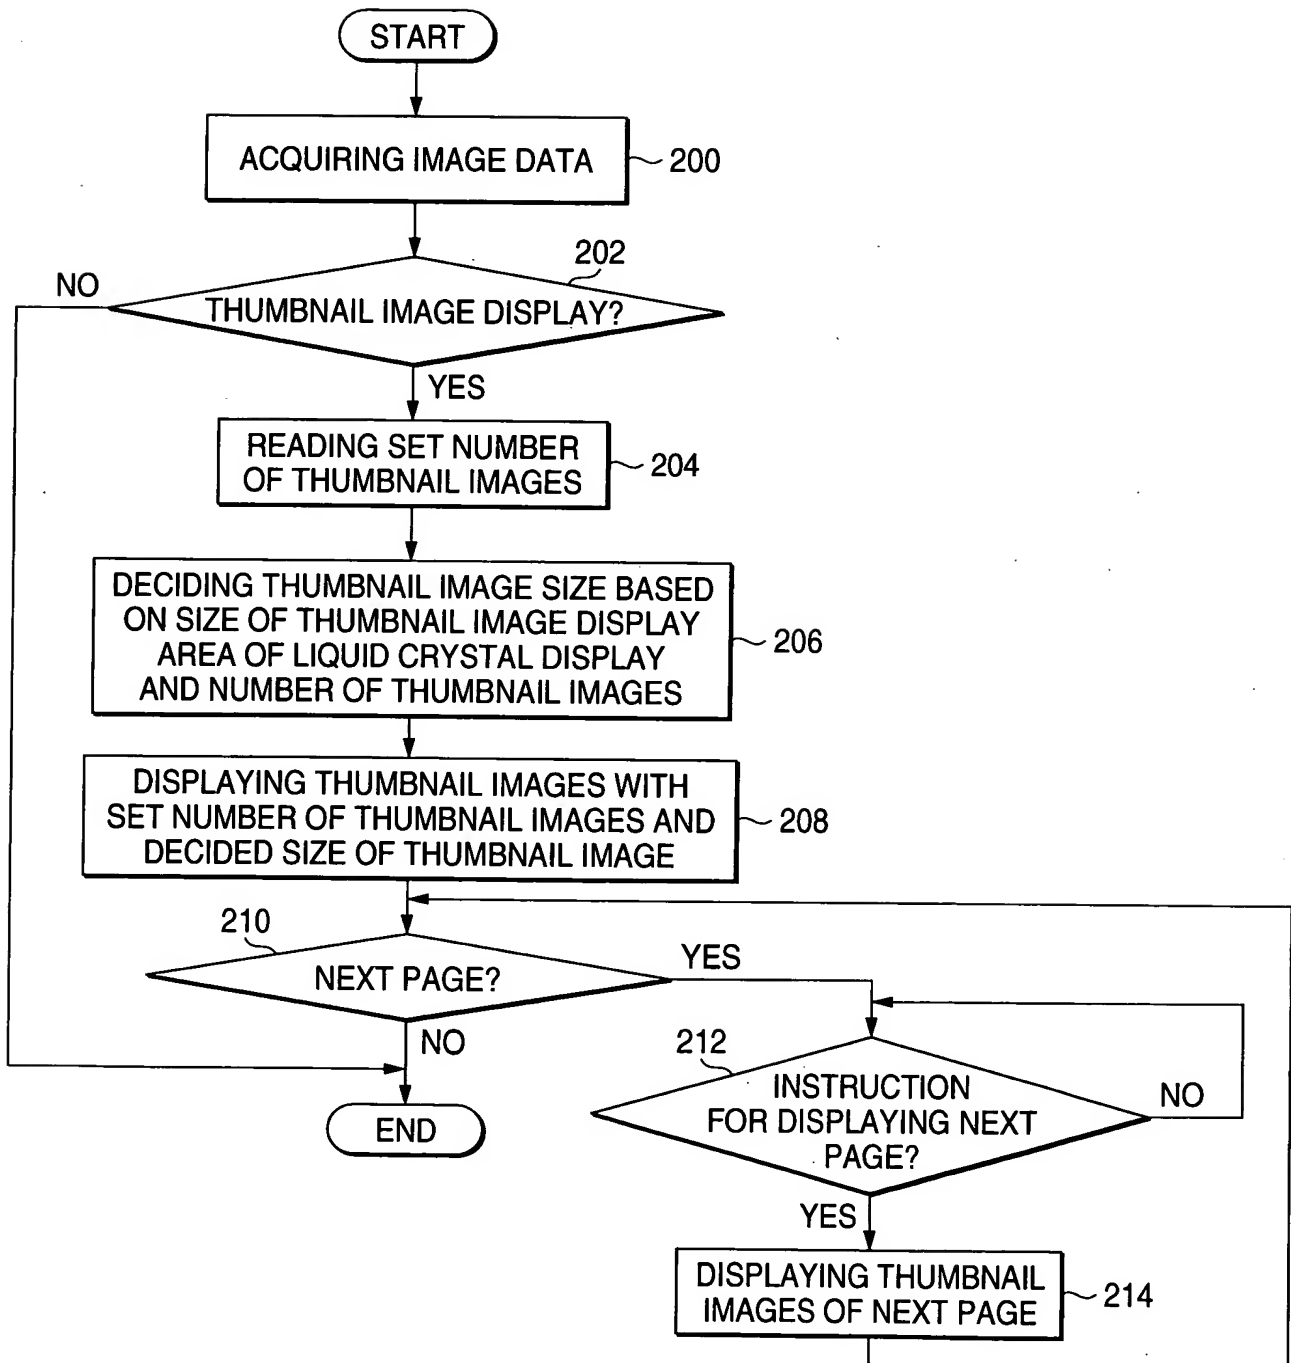 START
ACQUIRING IMAGE DATA
200
202
NO
THUMBNAIL IMAGE DISPLAY?
YES
READING SET NUMBER
OF THUMBNAIL IMAGES
204
DECIDING THUMBNAIL IMAGE SIZE BASED
ON SIZE OF THUMBNAIL IMAGE DISPLAY
AREA OF LIQUID CRYSTAL DISPLAY
AND NUMBER OF THUMBNAIL IMAGES
206
DISPLAYING THUMBNAIL IMAGES WITH
SET NUMBER OF THUMBNAIL IMAGES AND
DECIDED SIZE OF THUMBNAIL IMAGE
208
210
NEXT PAGE?
YES
NO
END
212
INSTRUCTION
FOR DISPLAYING NEXT
PAGE?
NO
YES
DISPLAYING THUMBNAIL
IMAGES OF NEXT PAGE
214